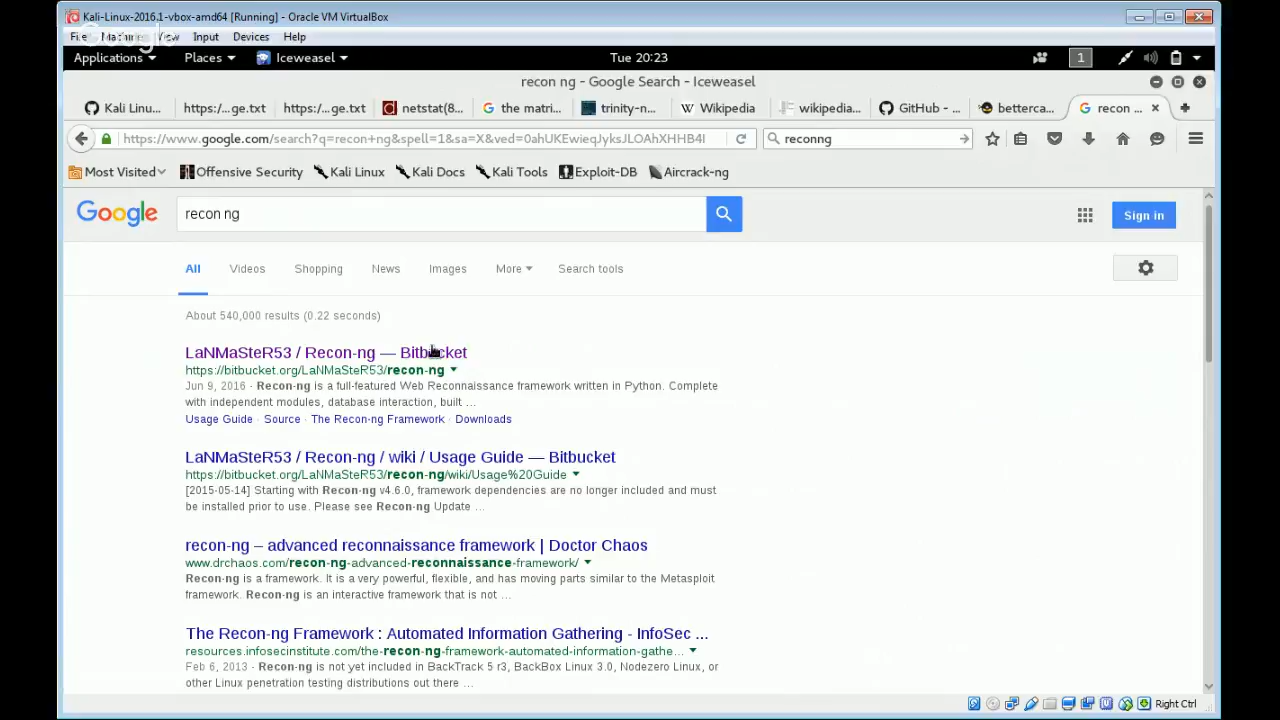 Kali-Linux-2016.1-vbox-amd64 [Running] - Oracle VM VirtualBox
Google
File Machine View Input Devices Help
Applications Places Iceweasel Tue 20:23 1
recon ng - Google Search - Iceweasel
Kali Linu... https:/...ge.txt https:/...ge.txt netstat(8... the matri... trinity-n... Wikipedia wikipedia... GitHub - ... betterca... recon ...
https://www.google.com/search?q=recon+ng&spell=1&sa=X&ved=0ahUKEwieqJyksJLOAhXHHB4I reconng
Most Visited Offensive Security Kali Linux Kali Docs Kali Tools Exploit-DB Aircrack-ng
Google recon ng Sign in
All Videos Shopping News Images More Search tools
About 540,000 results (0.22 seconds)
LaNMaSteR53 / Recon-ng — Bitbucket
https://bitbucket.org/LaNMaSteR53/recon-ng
Jun 9, 2016 - Recon-ng is a full-featured Web Reconnaissance framework written in Python. Complete
with independent modules, database interaction, built ...
Usage Guide · Source · The Recon-ng Framework · Downloads
LaNMaSteR53 / Recon-ng / wiki / Usage Guide — Bitbucket
https://bitbucket.org/LaNMaSteR53/recon-ng/wiki/Usage%20Guide
[2015-05-14] Starting with Recon-ng v4.6.0, framework dependencies are no longer included and must
be installed prior to use. Please see Recon-ng Update ...
recon-ng – advanced reconnaissance framework | Doctor Chaos
www.drchaos.com/recon-ng-advanced-reconnaissance-framework/
Recon-ng is a framework. It is a very powerful, flexible, and has moving parts similar to the Metasploit
framework. Recon-ng is an interactive framework that is not ...
The Recon-ng Framework : Automated Information Gathering - InfoSec ...
resources.infosecinstitute.com/the-recon-ng-framework-automated-information-gathe...
Feb 6, 2013 - Recon-ng is not yet included in BackTrack 5 r3, BackBox Linux 3.0, Nodezero Linux, or
other Linux penetration testing distributions out there ...
Right Ctrl